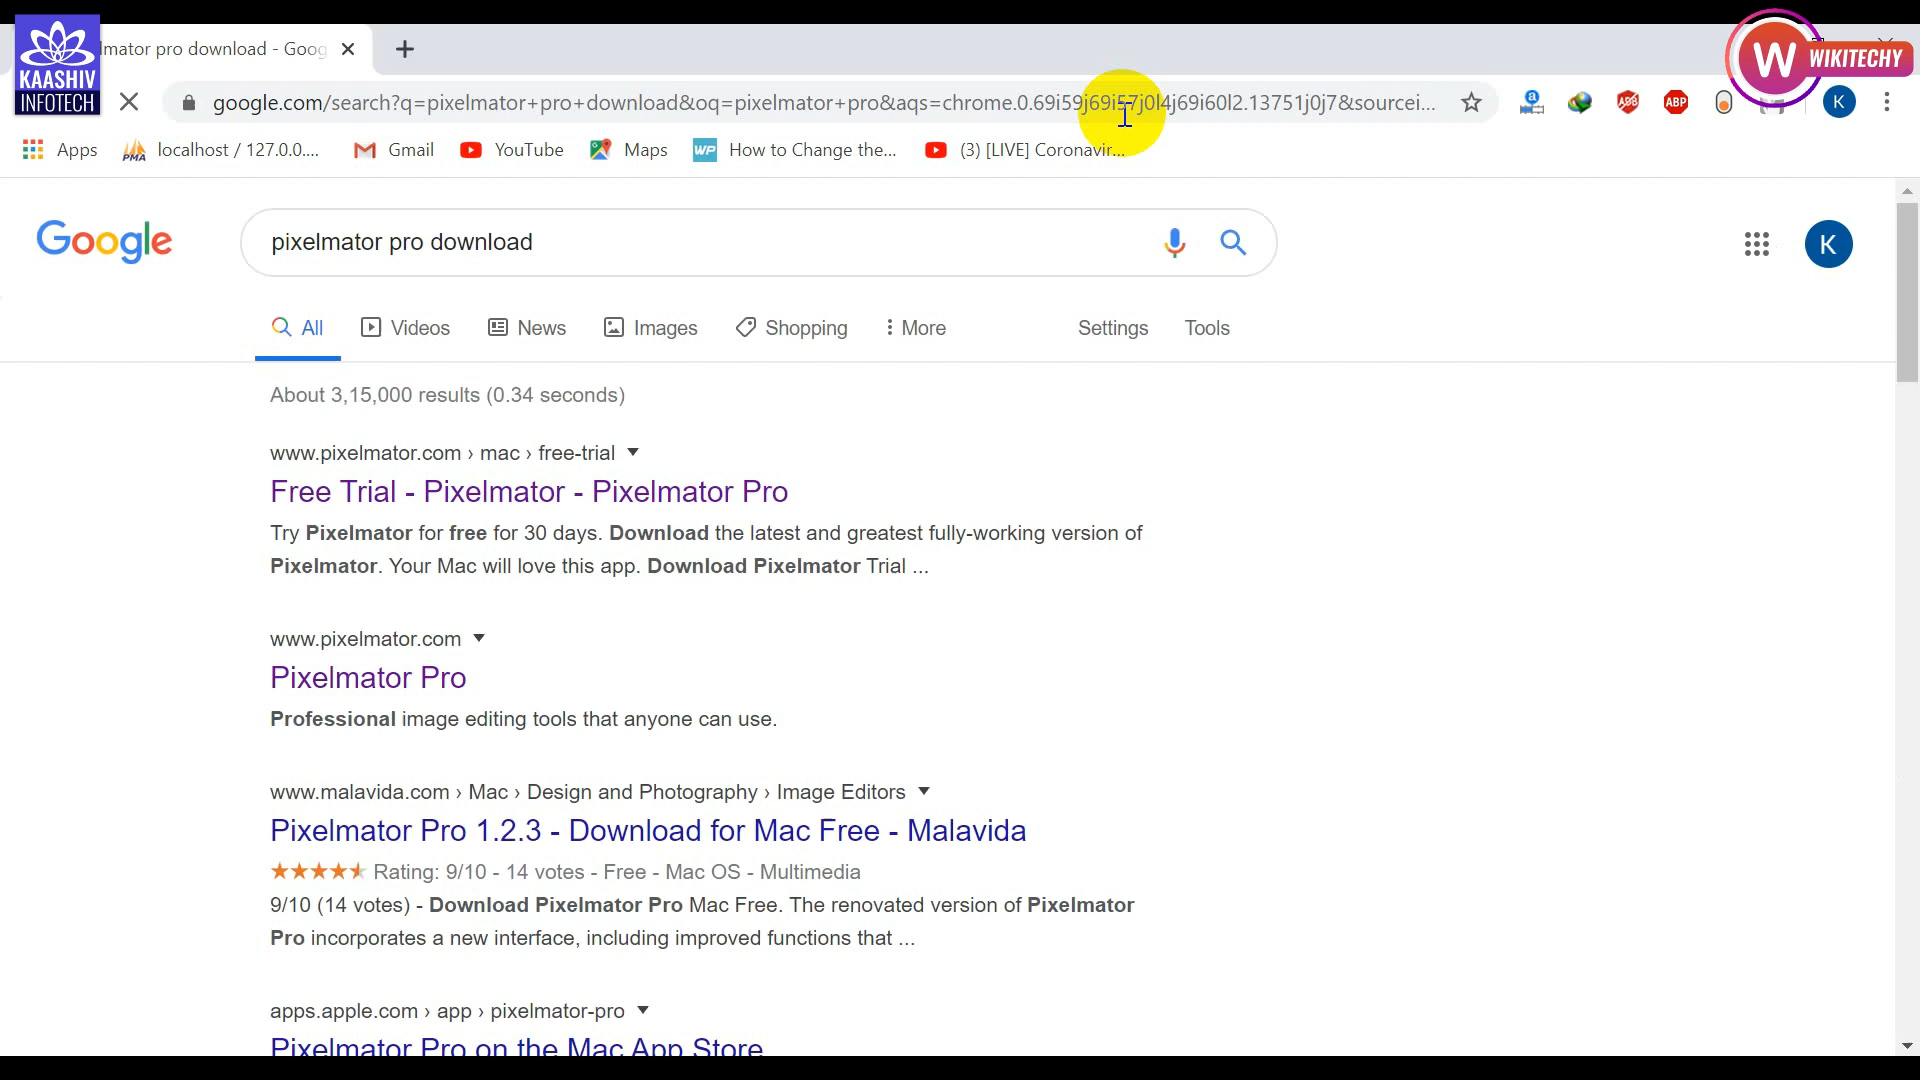 KAASHIV
INFOTECH
W WIKITECHY
mator pro download - Goog
google.com/search?q=pixelmator+pro+download&oq=pixelmator+pro&aqs=chrome.0.69i59j69i57j0l4j69i60l2.13751j0j7&sourcei...
a
ABP
K
Apps
PMA
localhost / 127.0.0....
Gmail
YouTube
Maps
WP
How to Change the...
(3) [LIVE] Coronavir...
Google
pixelmator pro download
K
All
Videos
News
Images
Shopping
More
Settings
Tools
About 3,15,000 results (0.34 seconds)
www.pixelmator.com › mac › free-trial
Free Trial - Pixelmator - Pixelmator Pro
Try Pixelmator for free for 30 days. Download the latest and greatest fully-working version of
Pixelmator. Your Mac will love this app. Download Pixelmator Trial ...
www.pixelmator.com
Pixelmator Pro
Professional image editing tools that anyone can use.
www.malavida.com › Mac › Design and Photography › Image Editors
Pixelmator Pro 1.2.3 - Download for Mac Free - Malavida
Rating: 9/10 - 14 votes - Free - Mac OS - Multimedia
9/10 (14 votes) - Download Pixelmator Pro Mac Free. The renovated version of Pixelmator
Pro incorporates a new interface, including improved functions that ...
apps.apple.com › app › pixelmator-pro
Pixelmator Pro on the Mac App Store